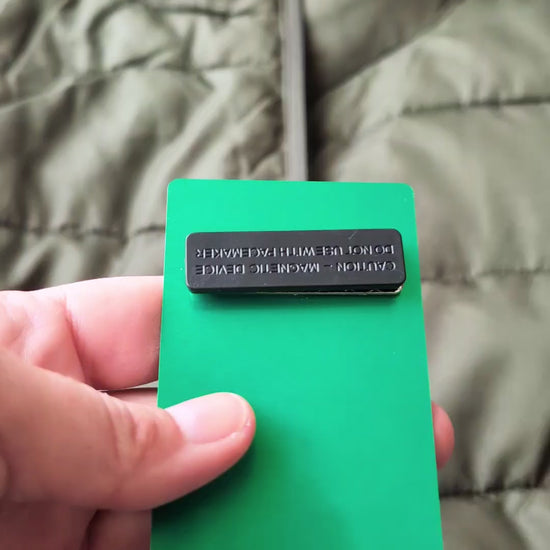 CAUTION – MAGNETIC DEVICE
DO NOT USE WITH PACEMAKER